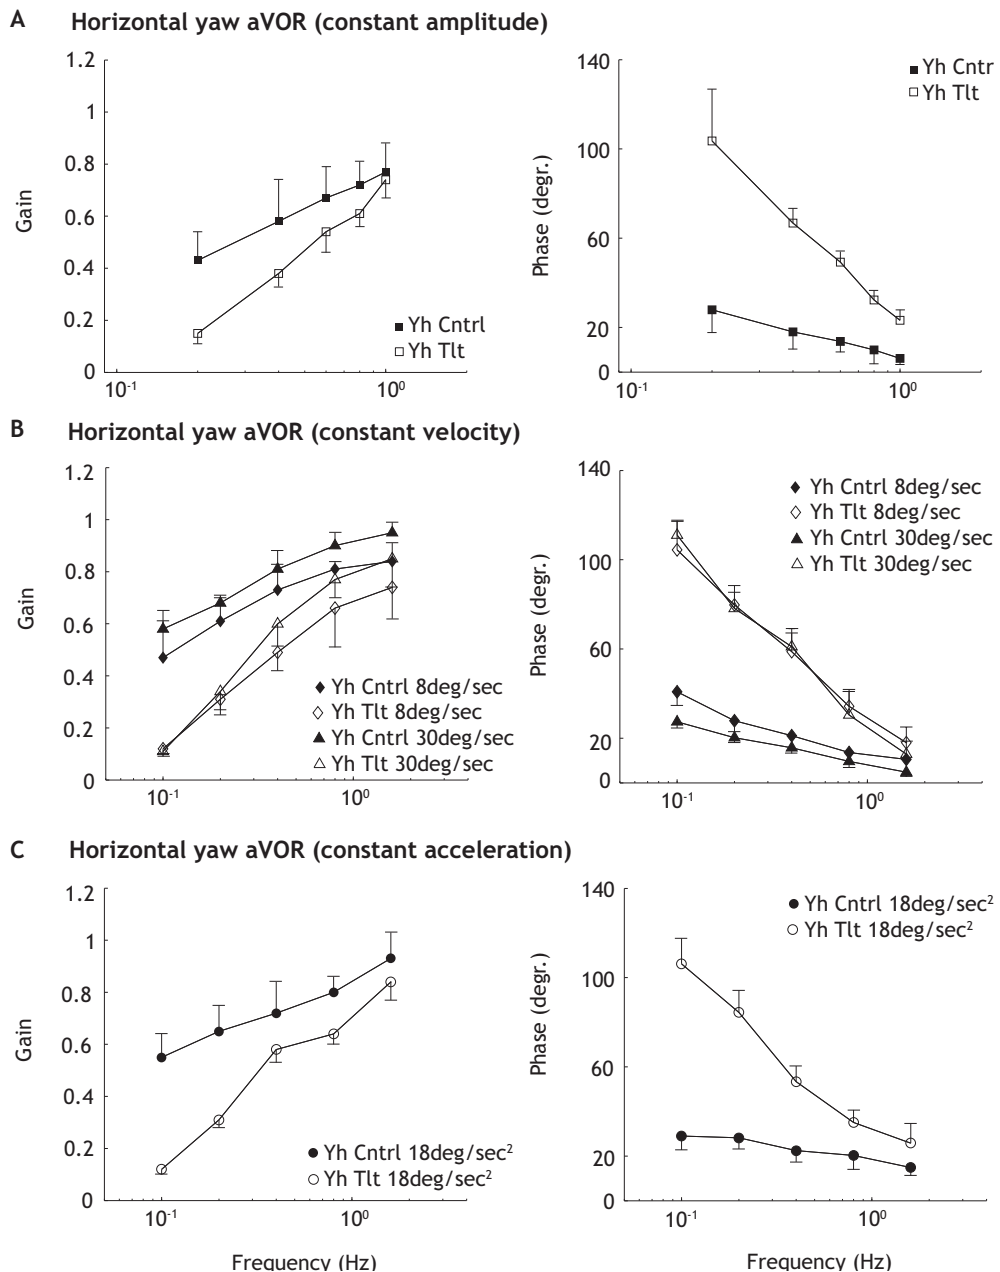 A Horizontal yaw aVOR (constant amplitude)
1.2
1
0.8
0.6
0.4
0.2
0
Gain
10-1
100
Yh Cntrl
Yh Tlt
140
100
60
20
0
Phase (degr.)
10-1
100
Yh Cntr
Yh Tlt
B Horizontal yaw aVOR (constant velocity)
1.2
1
0.8
0.6
0.4
0.2
0
Gain
10-1
100
Yh Cntrl 8deg/sec
Yh Tlt 8deg/sec
Yh Cntrl 30deg/sec
Yh Tlt 30deg/sec
140
100
60
20
0
Phase (degr.)
10-1
100
Yh Cntrl 8deg/sec
Yh Tlt 8deg/sec
Yh Cntrl 30deg/sec
Yh Tlt 30deg/sec
C Horizontal yaw aVOR (constant acceleration)
1.2
1
0.8
0.6
0.4
0.2
0
Gain
10-1
100
Yh Cntrl 18deg/sec2
Yh Tlt 18deg/sec2
Frequency (Hz)
140
100
60
20
0
Phase (degr.)
10-1
100
Yh Cntrl 18deg/sec2
Yh Tlt 18deg/sec2
Frequency (Hz)